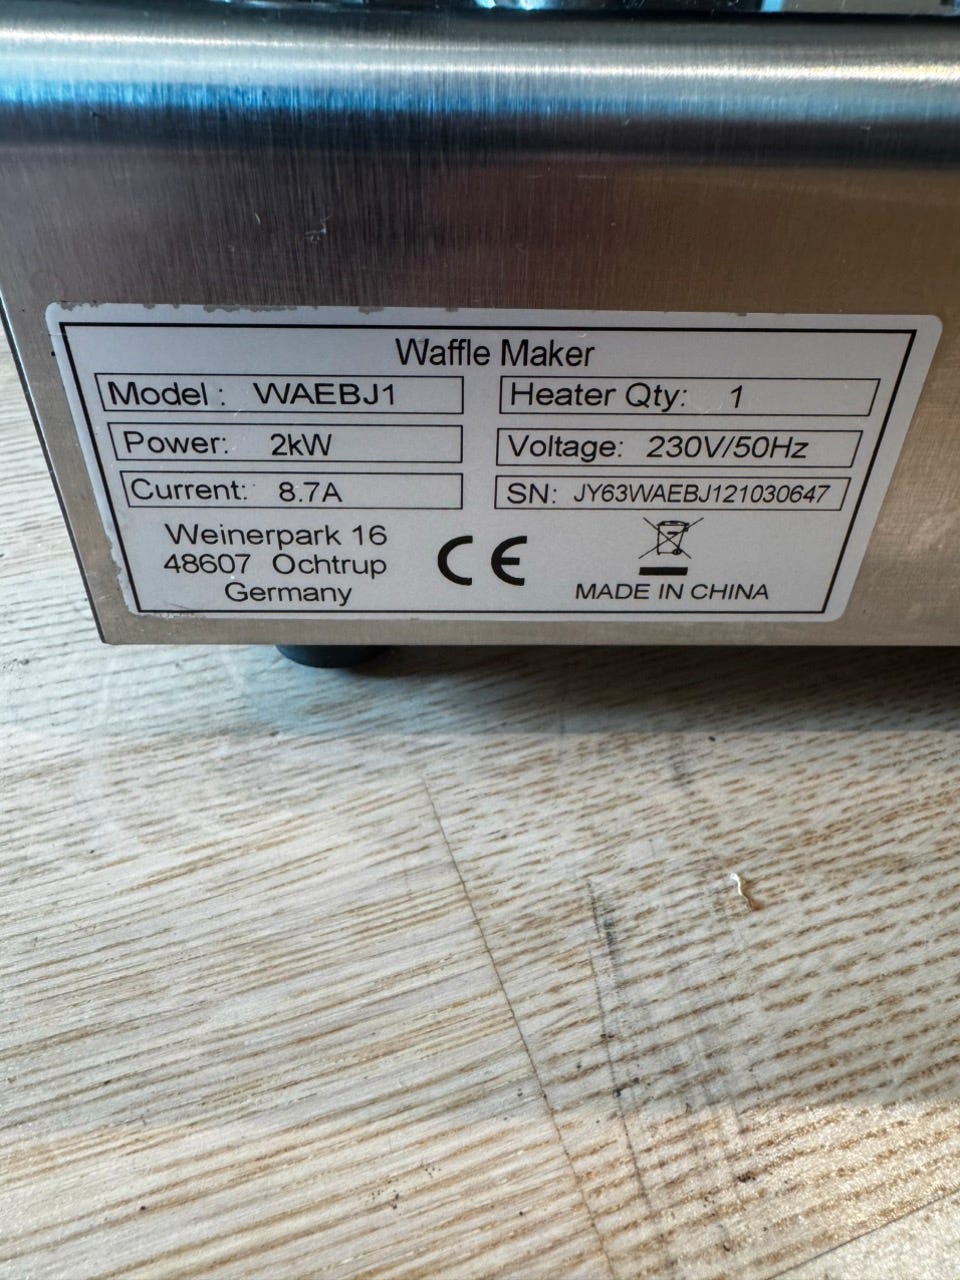 Waffle Maker
Model : WAEBJ1
Heater Qty: 1
Power: 2kW
Voltage: 230V/50Hz
Current: 8.7A
SN: JY63WAEBJ121030647
Weinerpark 16
48607 Ochtrup
Germany
CE
MADE IN CHINA